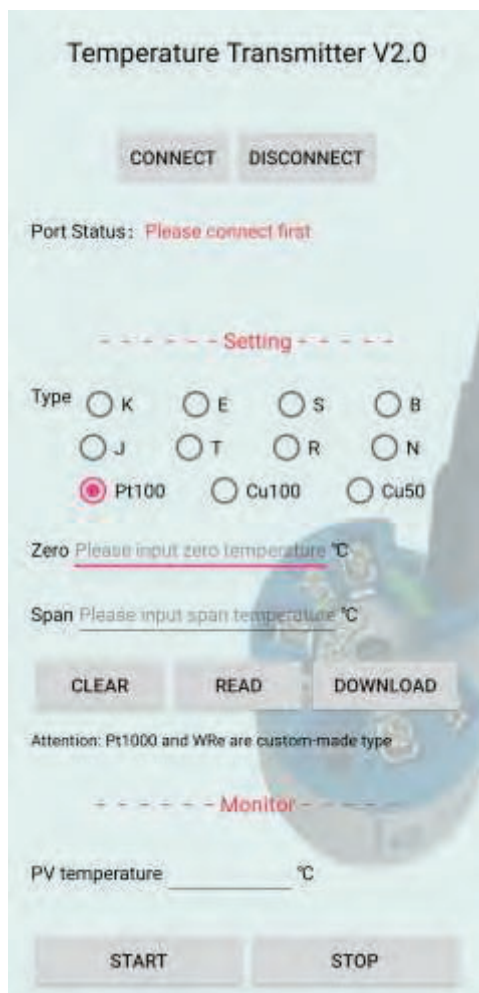 Temperature Transmitter V2.0
CONNECT DISCONNECT
Port Status: Please connect first
- - - - - - Setting - - - - -
Type K E S B
J T R N
Pt100 Cu100 Cu50
Zero Please input zero temperature °C
Span Please input span temperature °C
CLEAR READ DOWNLOAD
Attention: Pt1000 and WRe are custom-made type
- - - - - - Monitor - - - - -
PV temperature ℃
START STOP